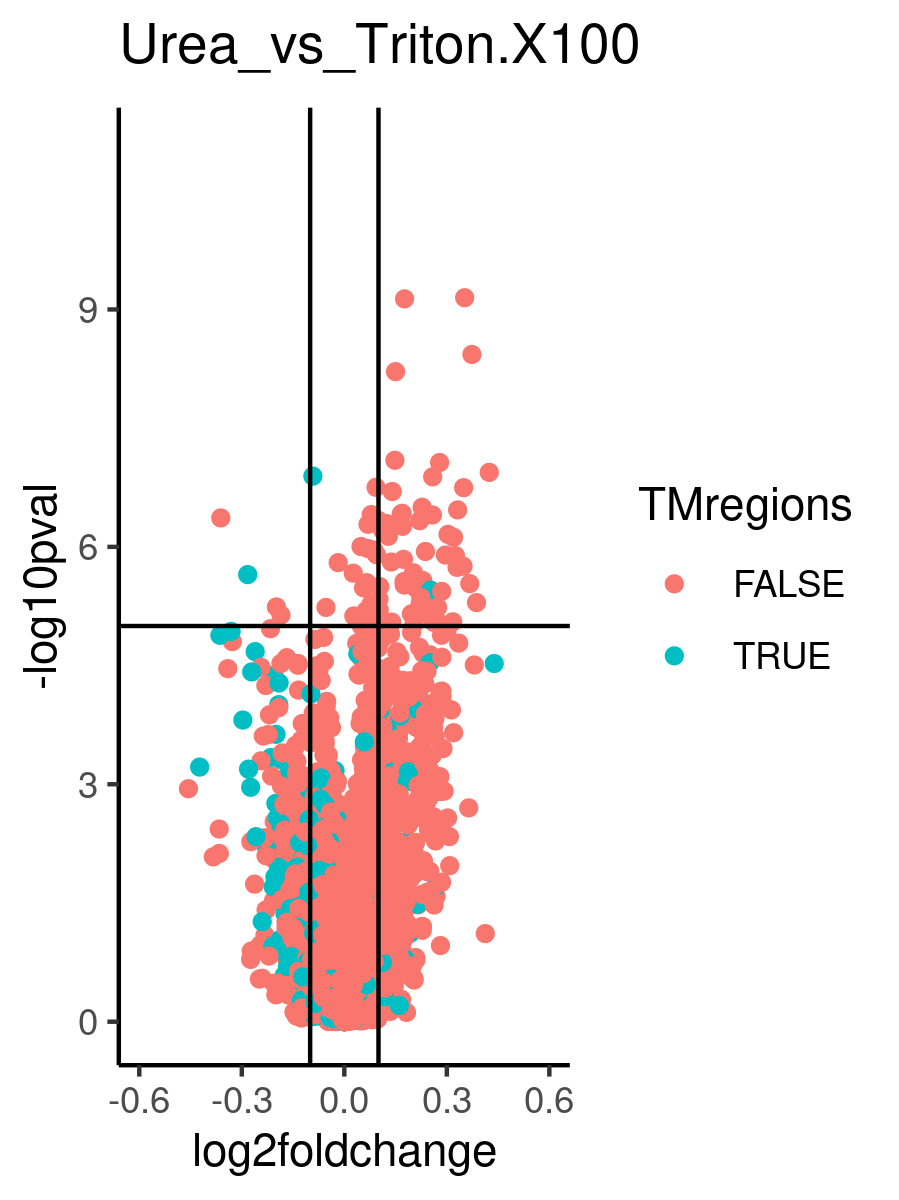 Urea_vs_Triton.X100
-log10pval
9
6
3
0
-0.6 -0.3 0.0 0.3 0.6
log2foldchange
TMregions
FALSE
TRUE